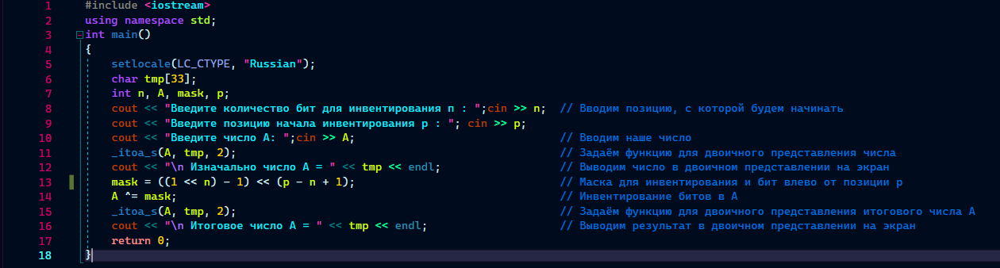 1 #include <iostream>
2 using namespace std;
3 int main()
4 {
5 setlocale(LC_CTYPE, "Russian");
6 char tmp[33];
7 int n, A, mask, p;
8 cout << "Введите количество бит для инвентирования п : ";cin >> n; // Вводим позицию, с которой будем начинать
9 cout << "Введите позицию начала инвентирования р : "; cin >> p;
10 cout << "Введите число А: ";cin >> A; // Вводим наше число
11 _itoa_s(A, tmp, 2); // Задаём функцию для двоичного представления числа
12 cout << "\n Изначально число А = " << tmp << endl; // Выводим число в двоичном представлении на экран
13 mask = ((1 << n) - 1) << (p - n + 1); // Маска для инвентирования и бит влево от позиции р
14 A ^= mask; // Инвентирование битов в А
15 _itoa_s(A, tmp, 2); // Задаём функцию для двоичного представления итогового числа А
16 cout << "\n Итоговое число А = " << tmp << endl; // Выводим результат в двоичном представлении на экран
17 return 0;
18 }